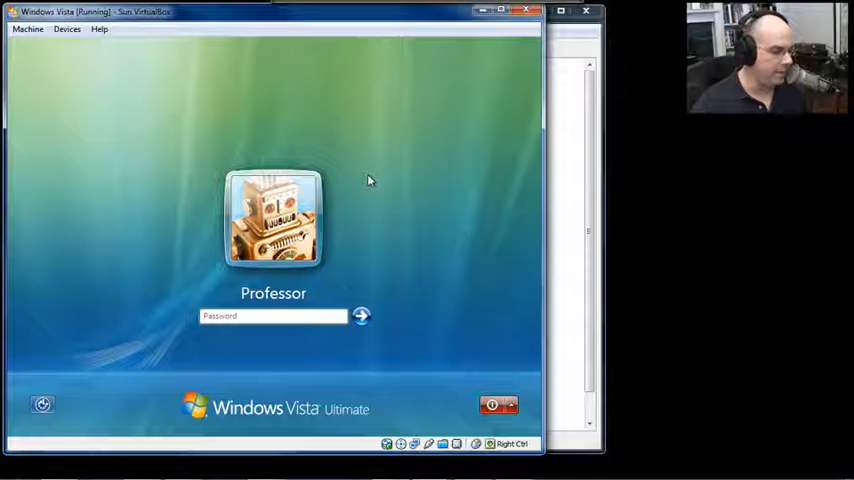 Windows Vista [Running] - Sun VirtualBox
Machine Devices Help
Professor
Password
Windows Vista Ultimate
Right Ctrl